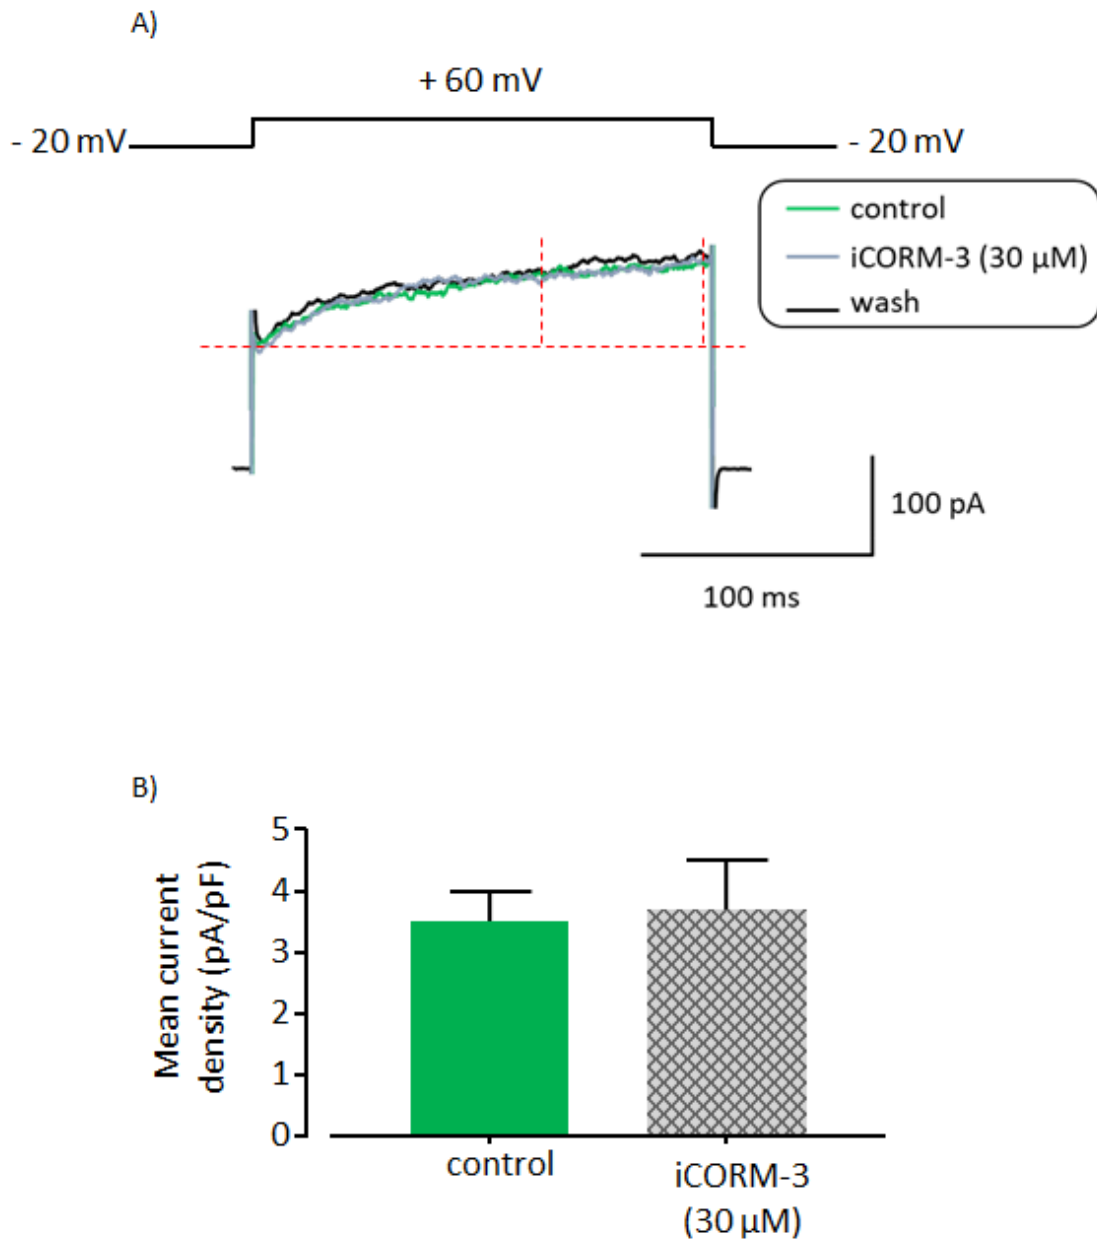 A)
+ 60 mV
- 20 mV
- 20 mV
control
iCORM-3 (30 µM)
wash
100 pA
100 ms
B)
Mean current
density (pA/pF)
5
4
3
2
1
0
control
iCORM-3
(30 µM)